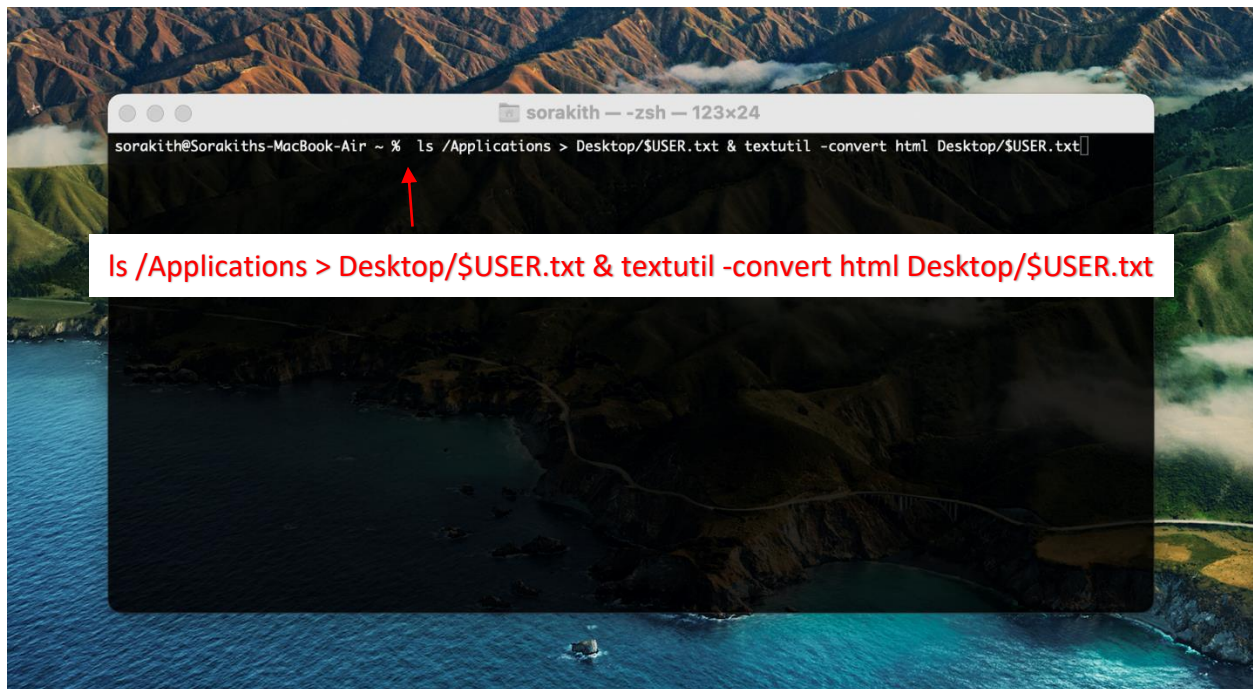 sorakith — -zsh — 123×24
sorakith@Sorakiths-MacBook-Air ~ %  ls /Applications > Desktop/$USER.txt & textutil -convert html Desktop/$USER.txt
ls /Applications > Desktop/$USER.txt & textutil -convert html Desktop/$USER.txt